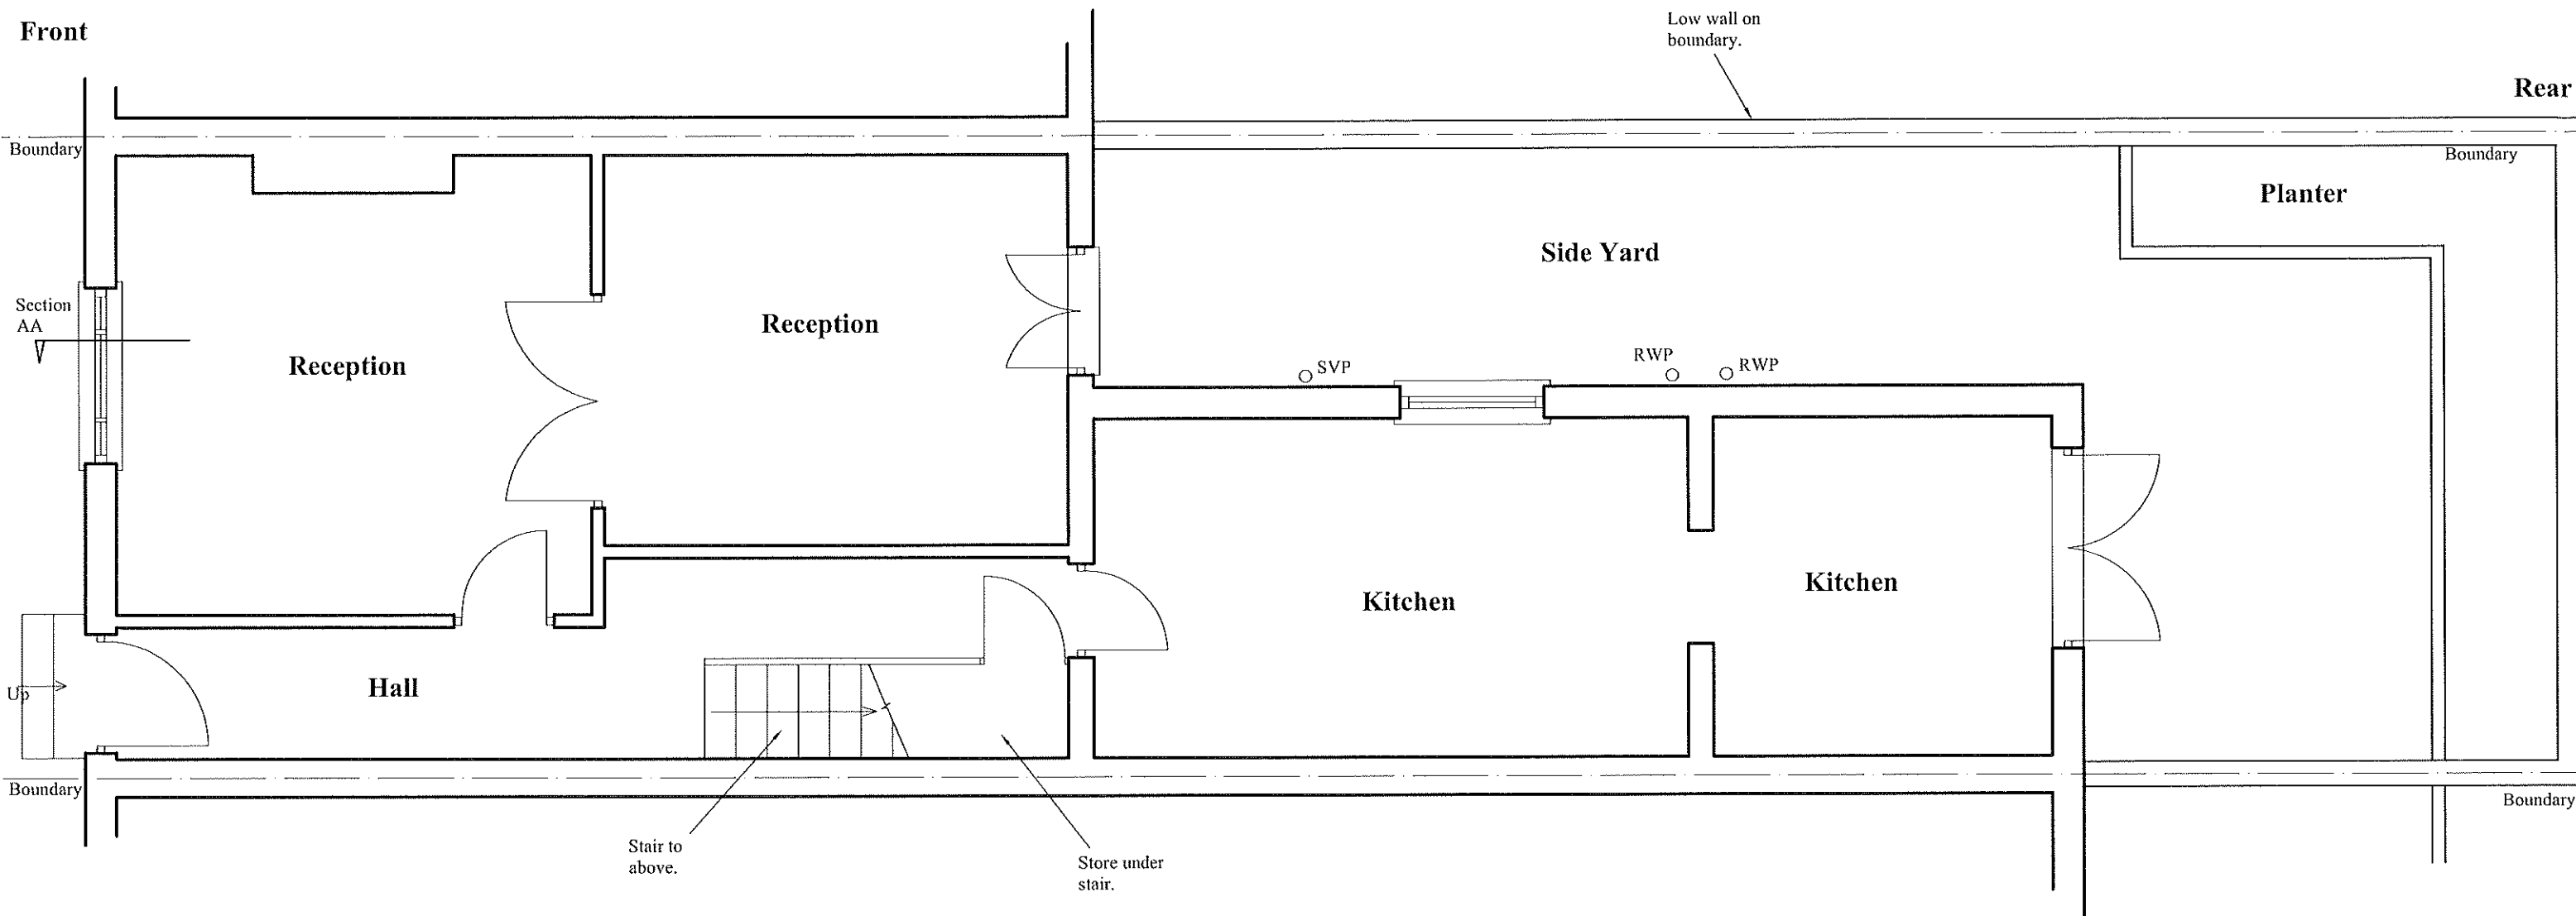 Front
Low wall on
boundary.
Rear
Boundary
Boundary
Planter
Side Yard
Section
AA
Reception
Reception
SVP
RWP
RWP
Kitchen
Kitchen
Up
Hall
Boundary
Boundary
Stair to
above.
Store under
stair.